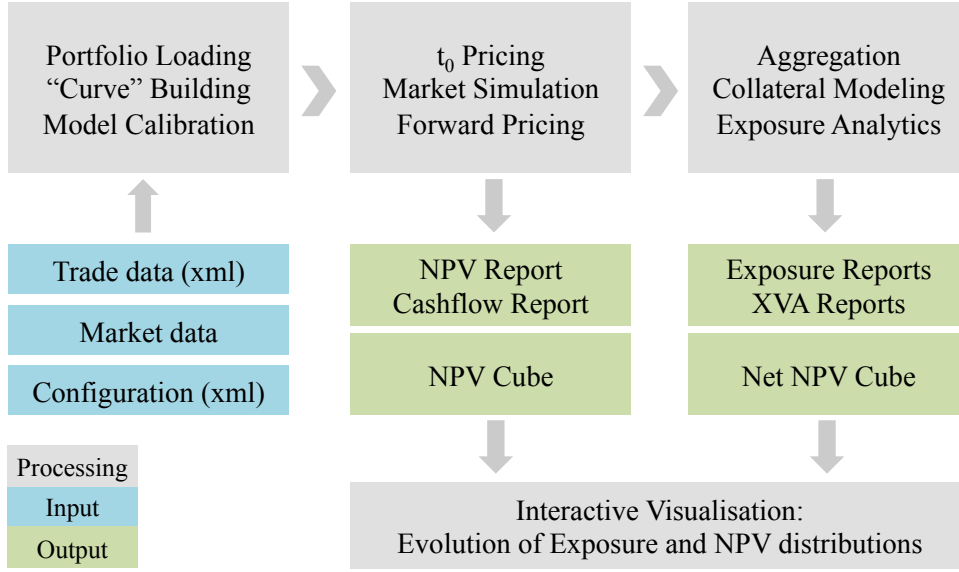 Portfolio Loading
“Curve” Building
Model Calibration
t₀ Pricing
Market Simulation
Forward Pricing
Aggregation
Collateral Modeling
Exposure Analytics
Trade data (xml)
Market data
Configuration (xml)
NPV Report
Cashflow Report
NPV Cube
Exposure Reports
XVA Reports
Net NPV Cube
Processing
Input
Output
Interactive Visualisation:
Evolution of Exposure and NPV distributions